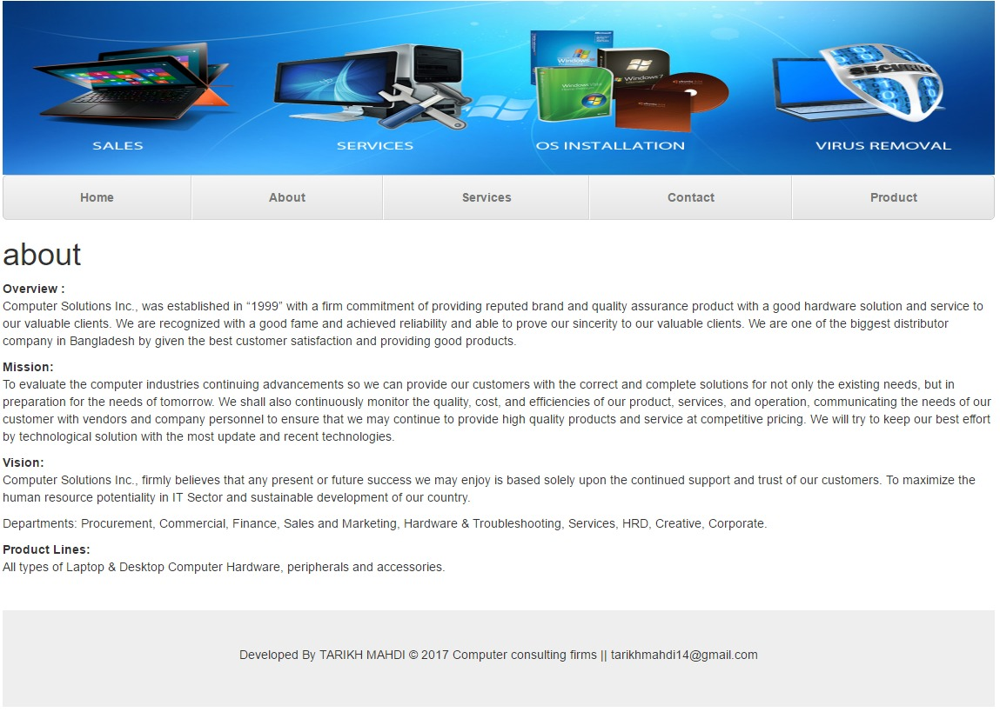 SALES
SERVICES
OS INSTALLATION
VIRUS REMOVAL
SECURITY
Windows 7
Windows Vista
Home
About
Services
Contact
Product
about
Overview :
Computer Solutions Inc., was established in “1999” with a firm commitment of providing reputed brand and quality assurance product with a good hardware solution and service to
our valuable clients. We are recognized with a good fame and achieved reliability and able to prove our sincerity to our valuable clients. We are one of the biggest distributor
company in Bangladesh by given the best customer satisfaction and providing good products.
Mission:
To evaluate the computer industries continuing advancements so we can provide our customers with the correct and complete solutions for not only the existing needs, but in
preparation for the needs of tomorrow. We shall also continuously monitor the quality, cost, and efficiencies of our product, services, and operation, communicating the needs of our
customer with vendors and company personnel to ensure that we may continue to provide high quality products and service at competitive pricing. We will try to keep our best effort
by technological solution with the most update and recent technologies.
Vision:
Computer Solutions Inc., firmly believes that any present or future success we may enjoy is based solely upon the continued support and trust of our customers. To maximize the
human resource potentiality in IT Sector and sustainable development of our country.
Departments: Procurement, Commercial, Finance, Sales and Marketing, Hardware & Troubleshooting, Services, HRD, Creative, Corporate.
Product Lines:
All types of Laptop & Desktop Computer Hardware, peripherals and accessories.
Developed By TARIKH MAHDI © 2017 Computer consulting firms || tarikhmahdi14@gmail.com